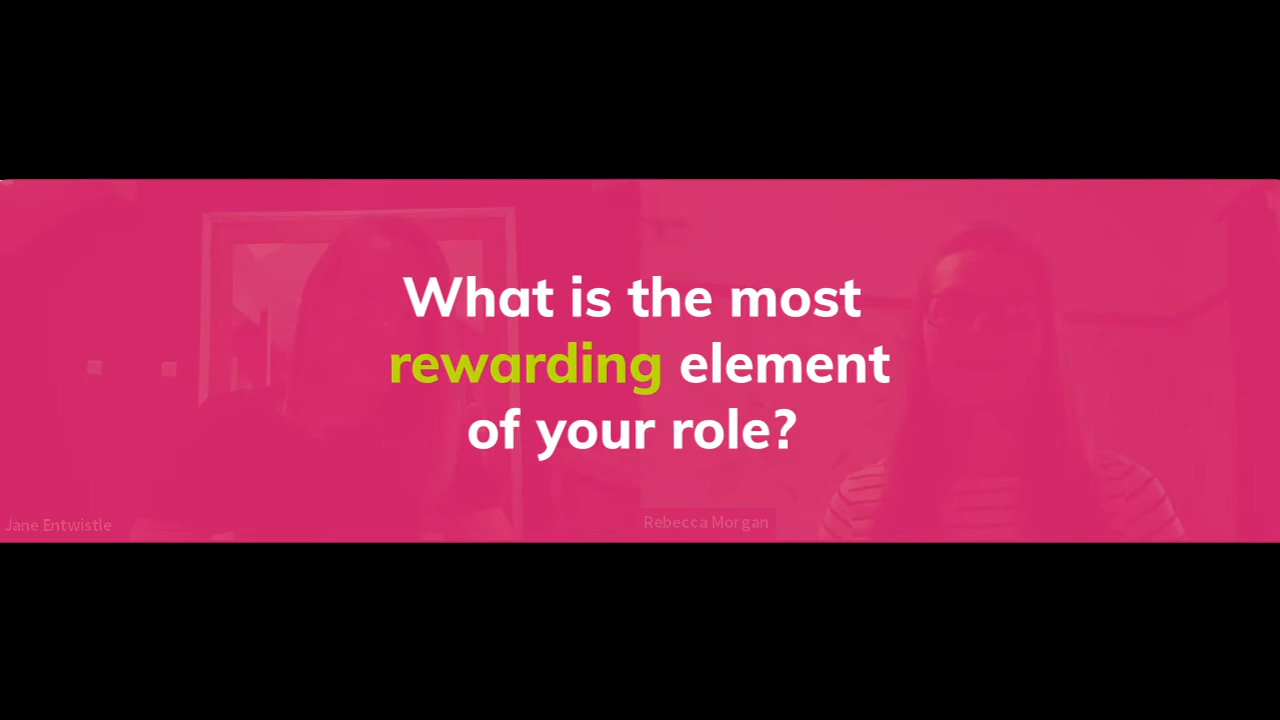 What is the most
rewarding element
of your role?
Jane Entwistle
Rebecca Morgan